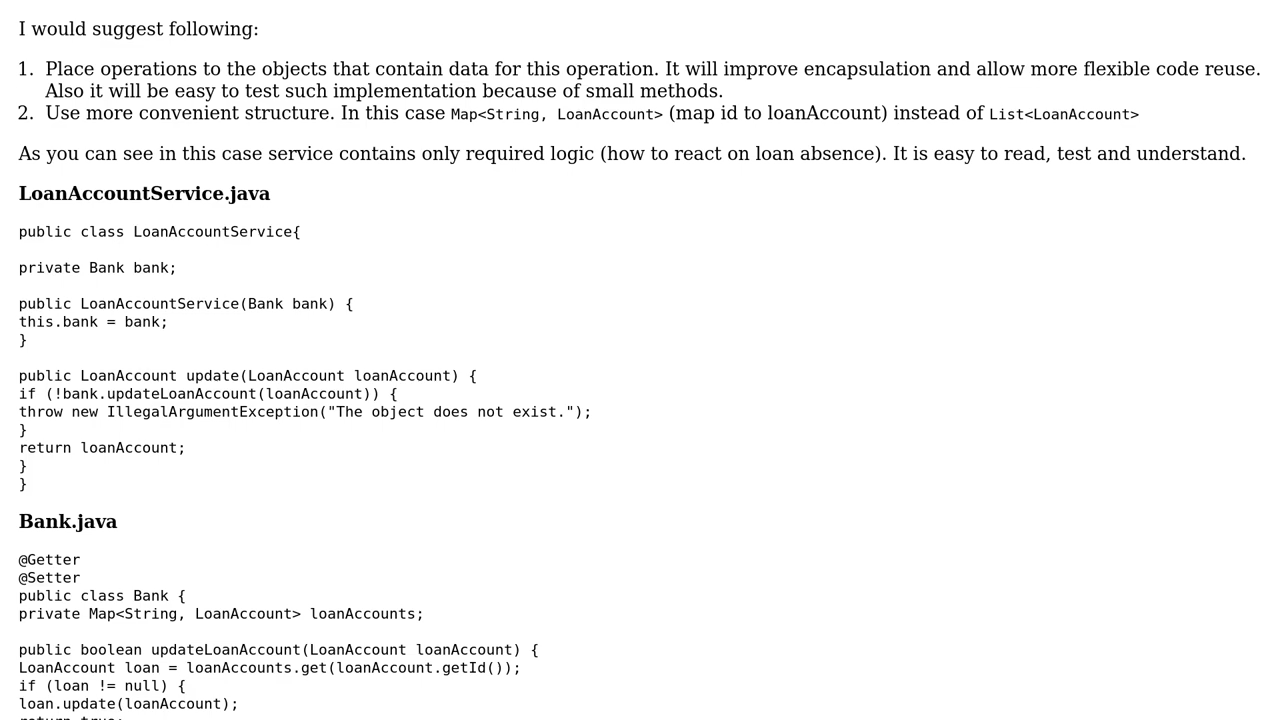 I would suggest following:
1. Place operations to the objects that contain data for this operation. It will improve encapsulation and allow more flexible code reuse.
Also it will be easy to test such implementation because of small methods.
2. Use more convenient structure. In this case Map<String, LoanAccount> (map id to loanAccount) instead of List<LoanAccount>
As you can see in this case service contains only required logic (how to react on loan absence). It is easy to read, test and understand.
LoanAccountService.java
public class LoanAccountService{
private Bank bank;
public LoanAccountService(Bank bank) {
this.bank = bank;
}
public LoanAccount update(LoanAccount loanAccount) {
if (!bank.updateLoanAccount(loanAccount)) {
throw new IllegalArgumentException("The object does not exist.");
}
return loanAccount;
}
}
Bank.java
@Getter
@Setter
public class Bank {
private Map<String, LoanAccount> loanAccounts;
public boolean updateLoanAccount(LoanAccount loanAccount) {
LoanAccount loan = loanAccounts.get(loanAccount.getId());
if (loan != null) {
loan.update(loanAccount);